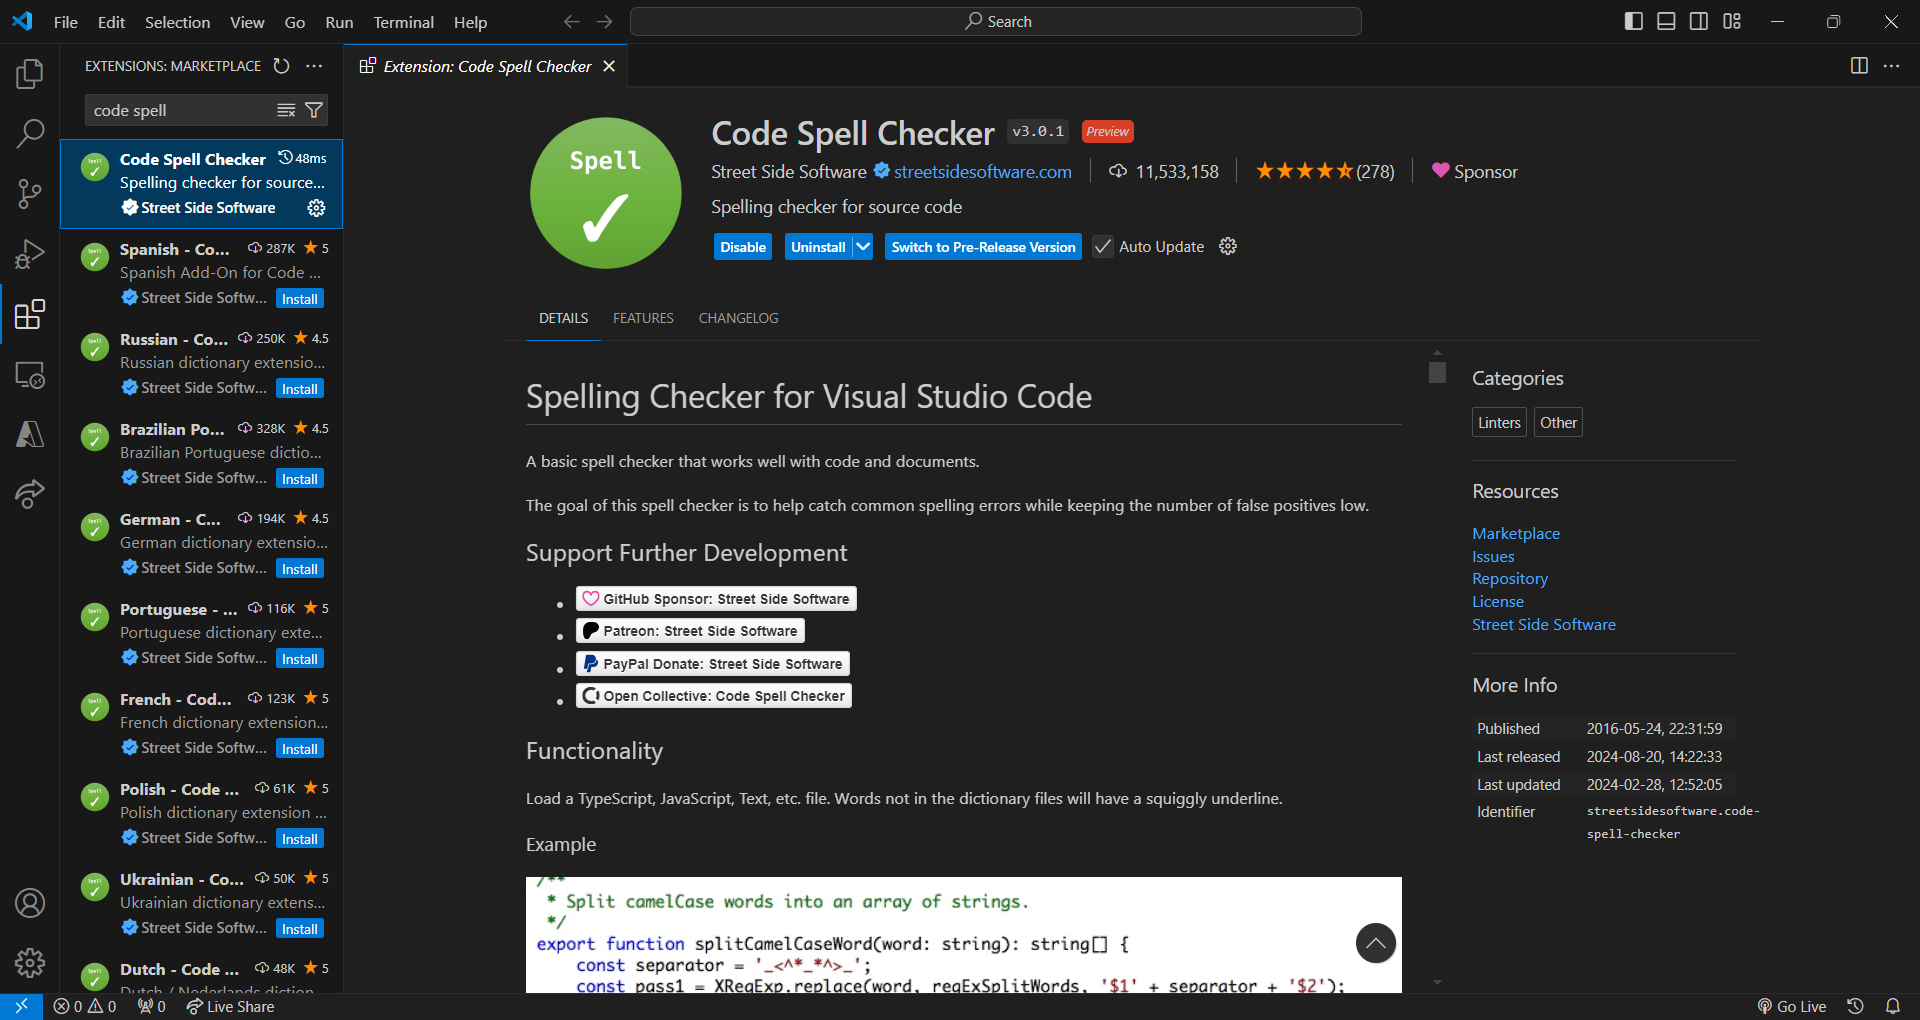 File Edit Selection View Go Run Terminal Help
Search
EXTENSIONS: MARKETPLACE
code spell
Code Spell Checker 48ms
Spelling checker for source...
Street Side Software
Spanish - Co... 287K 5
Spanish Add-On for Code ...
Street Side Softw... Install
Russian - Co... 250K 4.5
Russian dictionary extensio...
Street Side Softw... Install
Brazilian Po... 328K 4.5
Brazilian Portuguese dictio...
Street Side Softw... Install
German - C... 194K 4.5
German dictionary extensio...
Street Side Softw... Install
Portuguese - ... 116K 5
Portuguese dictionary exte...
Street Side Softw... Install
French - Cod... 123K 5
French dictionary extension...
Street Side Softw... Install
Polish - Code ... 61K 5
Polish dictionary extension ...
Street Side Softw... Install
Ukrainian - Co... 50K 5
Ukrainian dictionary extens...
Street Side Softw... Install
Dutch - Code ... 48K 5
Dutch / Nederlands diction
Extension: Code Spell Checker
Spell
Code Spell Checker v3.0.1 Preview
Street Side Software streetsidesoftware.com 11,533,158 (278) Sponsor
Spelling checker for source code
Disable Uninstall Switch to Pre-Release Version Auto Update
DETAILS FEATURES CHANGELOG
Spelling Checker for Visual Studio Code
A basic spell checker that works well with code and documents.
The goal of this spell checker is to help catch common spelling errors while keeping the number of false positives low.
Support Further Development
GitHub Sponsor: Street Side Software
Patreon: Street Side Software
PayPal Donate: Street Side Software
Open Collective: Code Spell Checker
Functionality
Load a TypeScript, JavaScript, Text, etc. file. Words not in the dictionary files will have a squiggly underline.
Example
/**
* Split camelCase words into an array of strings.
*/
export function splitCamelCaseWord(word: string): string[] {
const separator = '_<^*_*^>_';
const pass1 = XRegExp.replace(word, regExSplitWords, '$1' + separator + '$2');
Categories
Linters Other
Resources
Marketplace
Issues
Repository
License
Street Side Software
More Info
Published 2016-05-24, 22:31:59
Last released 2024-08-20, 14:22:33
Last updated 2024-02-28, 12:52:05
Identifier streetsidesoftware.code-
spell-checker
0 0 0 Live Share
Go Live